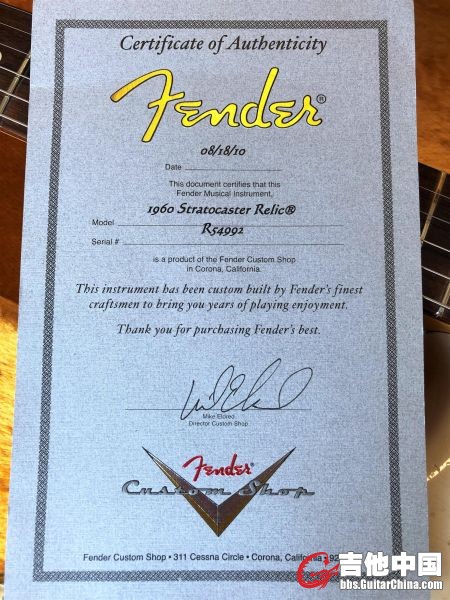 Certificate of Authenticity
Fender®
08/18/10
Date
This document certifies that this
Fender Musical Instrument,
1960 Stratocaster Relic®
Model
R54992
Serial #
is a product of the Fender Custom Shop
in Corona, California.
This instrument has been custom built by Fender's finest
craftsmen to bring you years of playing enjoyment.
Thank you for purchasing Fender's best.
Mike Eldred
Director Custom Shop
Fender®
Custom Shop
Fender Custom Shop • 311 Cessna Circle • Corona, California • 92
吉他中国
bbs.GuitarChina.com